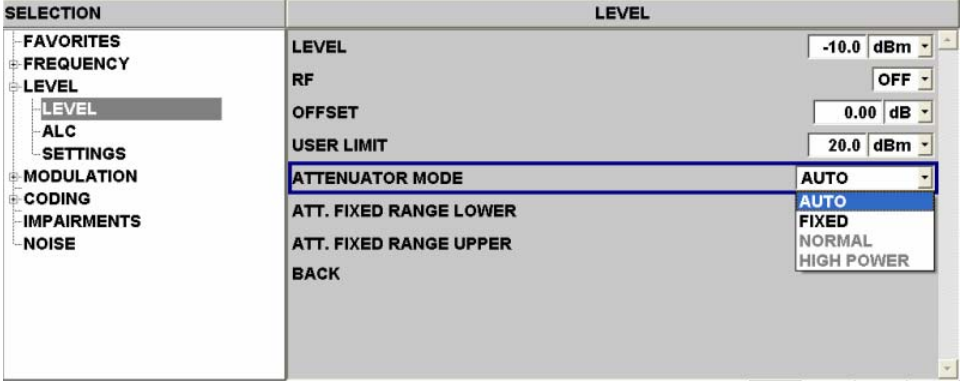 SELECTION
FAVORITES
FREQUENCY
LEVEL
LEVEL
ALC
SETTINGS
MODULATION
CODING
IMPAIRMENTS
NOISE
LEVEL
LEVEL -10.0 dBm
RF OFF
OFFSET 0.00 dB
USER LIMIT 20.0 dBm
ATTENUATOR MODE AUTO
AUTO
FIXED
NORMAL
HIGH POWER
ATT. FIXED RANGE LOWER
ATT. FIXED RANGE UPPER
BACK